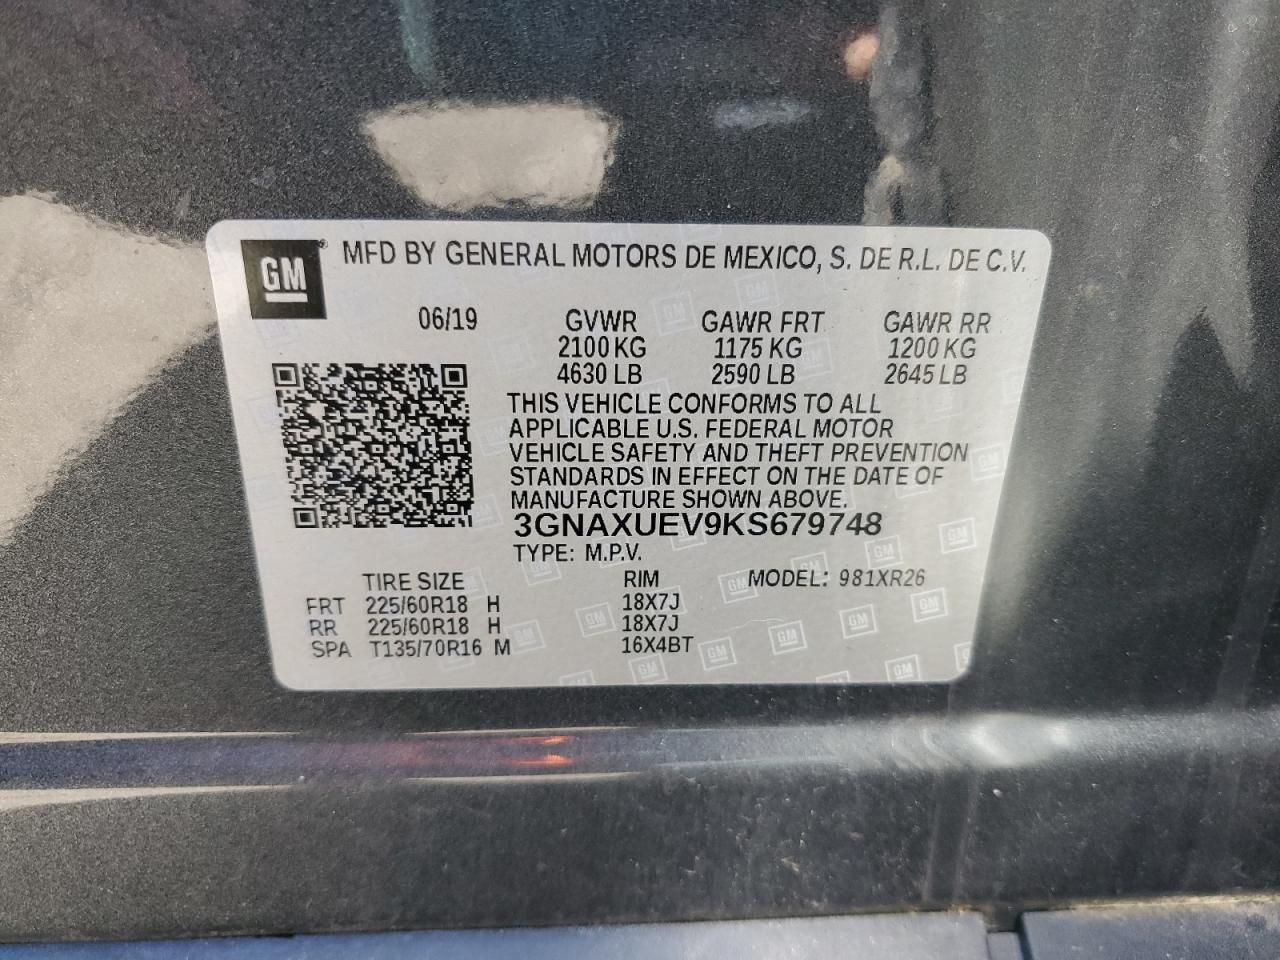 GM® MFD BY GENERAL MOTORS DE MEXICO, S. DE R.L. DE C.V.
06/19 GVWR GAWR FRT GAWR RR
2100 KG 1175 KG 1200 KG
4630 LB 2590 LB 2645 LB
THIS VEHICLE CONFORMS TO ALL
APPLICABLE U.S. FEDERAL MOTOR
VEHICLE SAFETY AND THEFT PREVENTION
STANDARDS IN EFFECT ON THE DATE OF
MANUFACTURE SHOWN ABOVE.
3GNAXUEV9KS679748
TYPE: M.P.V.
TIRE SIZE RIM MODEL: 981XR26
FRT 225/60R18 H 18X7J
RR 225/60R18 H 18X7J
SPA T135/70R16 M 16X4BT